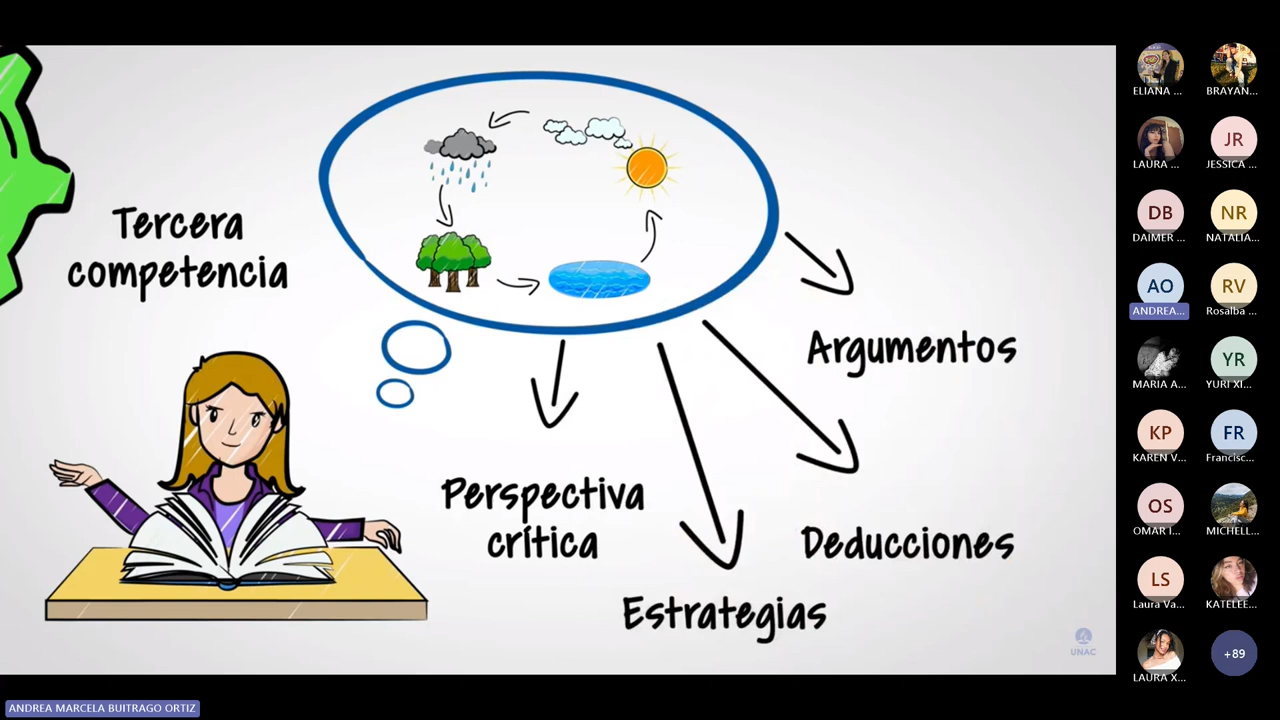 Tercera
competencia
Argumentos
Perspectiva
crítica
Deducciones
Estrategias
UNAC
ELIANA ...
BRAYAN...
LAURA ...
JR
JESSICA ...
DB
DAIMER ...
NR
NATALIA...
AO
ANDREA...
RV
Rosalba ...
MARIA A...
YR
YURI XI...
KP
KAREN V...
FR
Francisc...
OS
OMAR I...
MICHELL...
LS
Laura Va...
KATELEE...
LAURA X...
+89
ANDREA MARCELA BUITRAGO ORTIZ